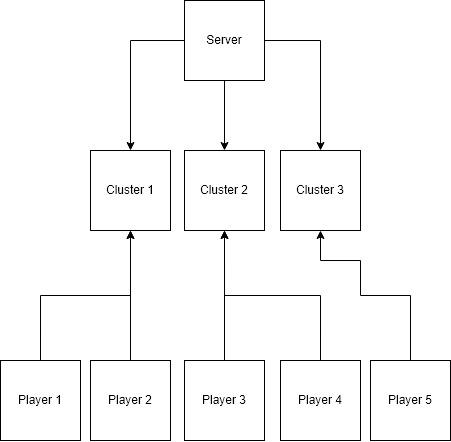 Server
Cluster 1
Cluster 2
Cluster 3
Player 1
Player 2
Player 3
Player 4
Player 5